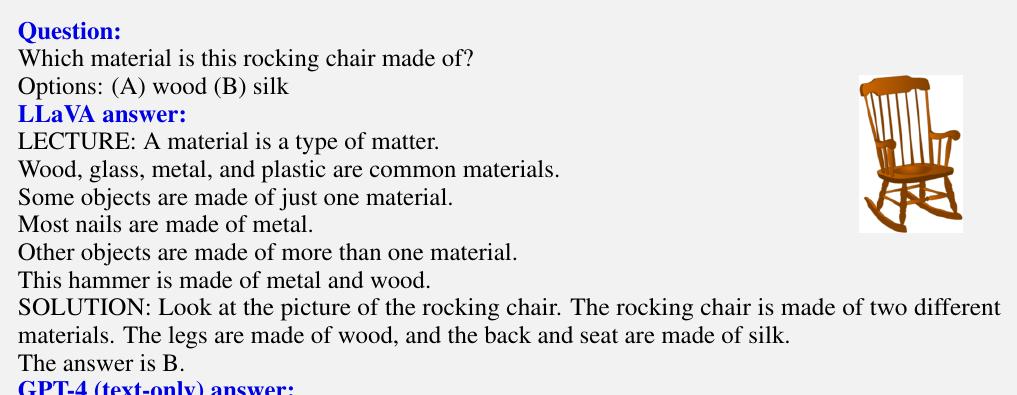 Question:
Which material is this rocking chair made of?
Options: (A) wood (B) silk
LLaVA answer:
LECTURE: A material is a type of matter.
Wood, glass, metal, and plastic are common materials.
Some objects are made of just one material.
Most nails are made of metal.
Other objects are made of more than one material.
This hammer is made of metal and wood.
SOLUTION: Look at the picture of the rocking chair. The rocking chair is made of two different
materials. The legs are made of wood, and the back and seat are made of silk.
The answer is B.
GPT-4 (text-only) answer: